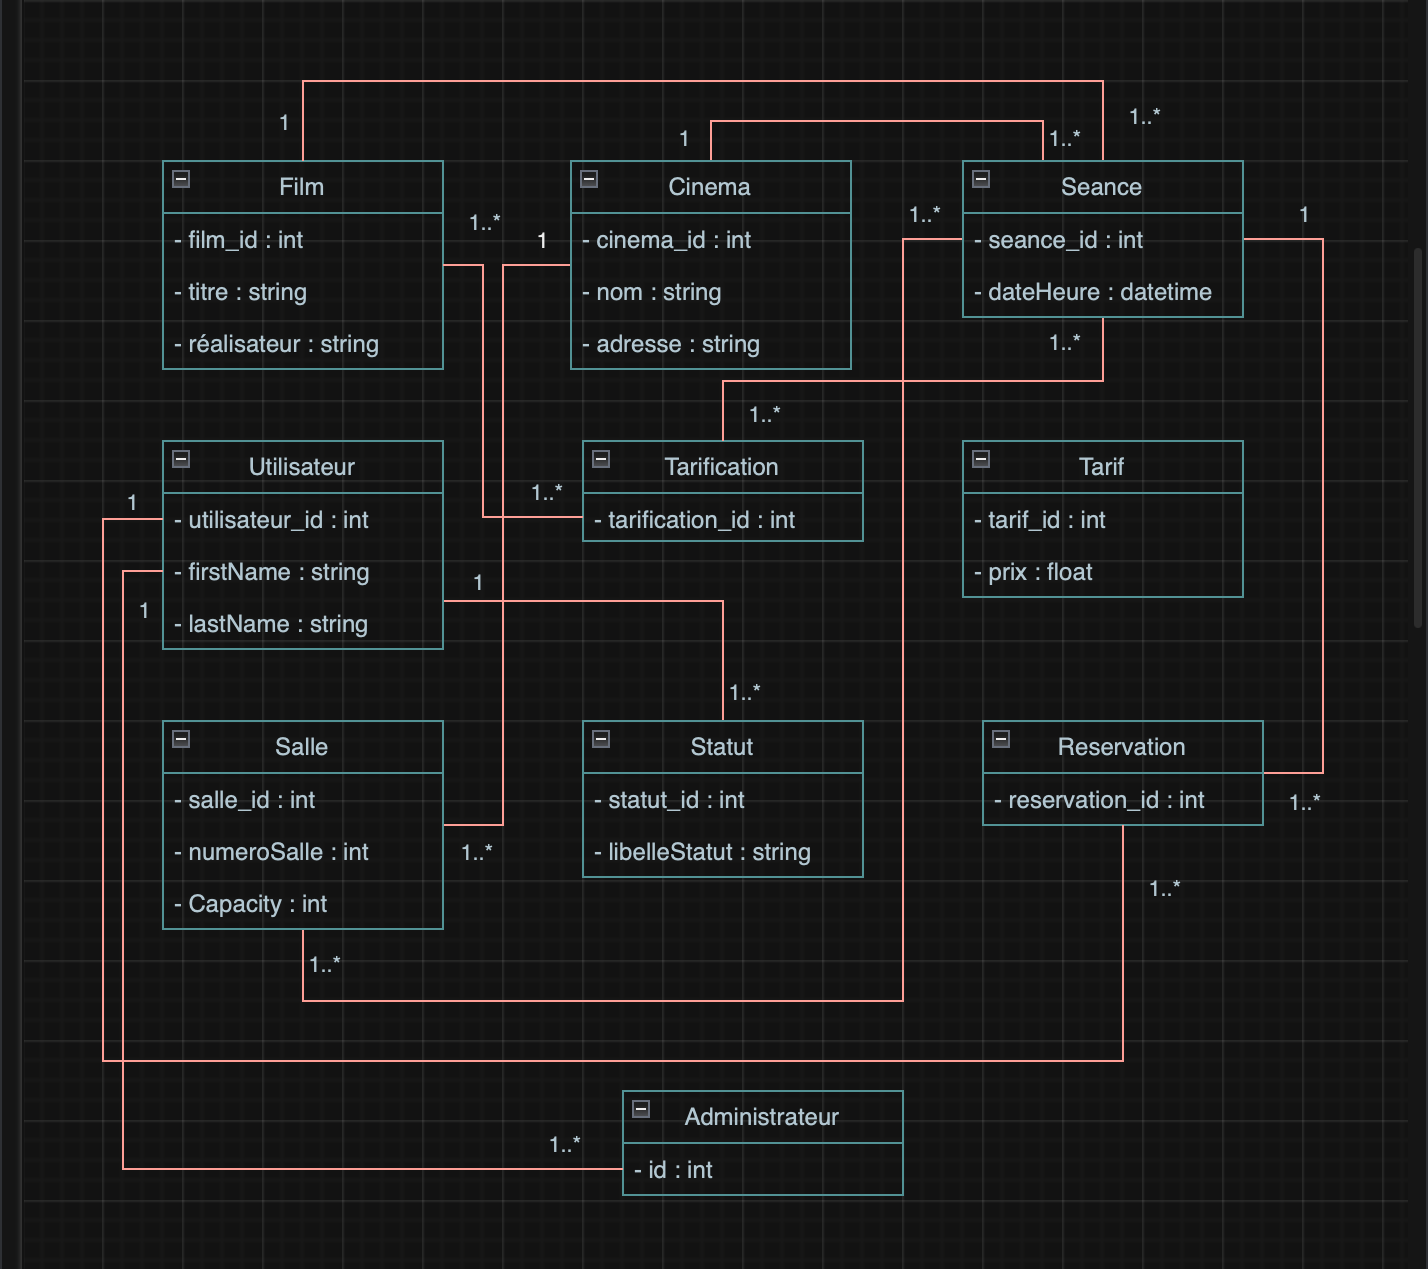 1
1..*
1
1..*
Film
- film_id : int
- titre : string
- réalisateur : string
1..*
1
Cinema
- cinema_id : int
- nom : string
- adresse : string
1..*
Seance
- seance_id : int
- dateHeure : datetime
1
1..*
1..*
Utilisateur
- utilisateur_id : int
- firstName : string
- lastName : string
1
1
1..*
Tarification
- tarification_id : int
Tarif
- tarif_id : int
- prix : float
1
1..*
Salle
- salle_id : int
- numeroSalle : int
- Capacity : int
1..*
Statut
- statut_id : int
- libelleStatut : string
Reservation
- reservation_id : int
1..*
1..*
1..*
1..*
Administrateur
- id : int